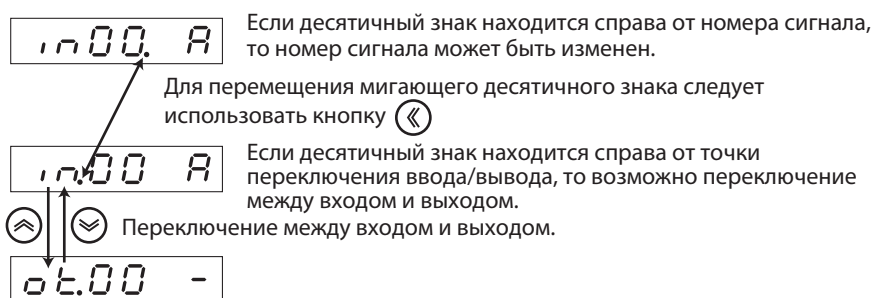 in00. A
Если десятичный знак находится справа от номера сигнала,
то номер сигнала может быть изменен.
Для перемещения мигающего десятичного знака следует
использовать кнопку
in.00 A
Если десятичный знак находится справа от точки
переключения ввода/вывода, то возможно переключение
между входом и выходом.
Переключение между входом и выходом.
ot.00 -